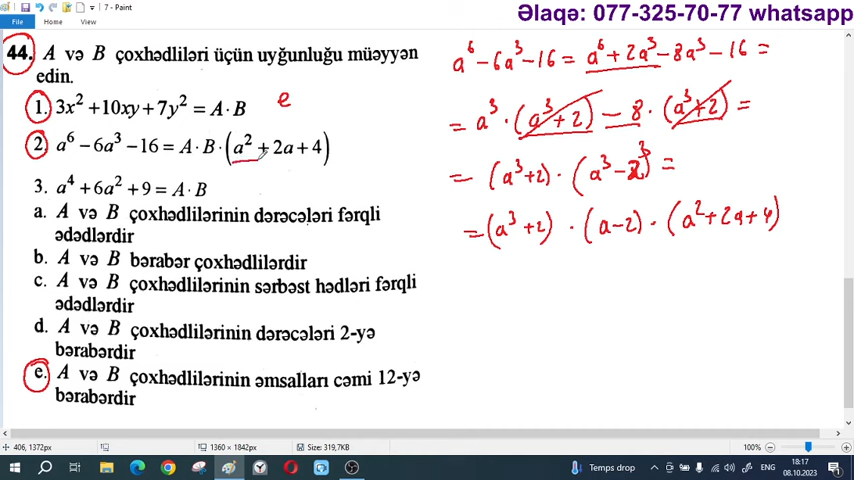 7 - Paint
Əlaqə: 077-325-70-77 whatsapp
File Home View
44. A və B çoxhədliləri üçün uyğunluğu müəyyən
edin.
1. 3x² + 10xy + 7y² = A · B e
2. a⁶ − 6a³ − 16 = A · B · (a² + 2a + 4)
3. a⁴ + 6a² + 9 = A · B
a. A və B çoxhədlilərinin dərəcələri fərqli
ədədlərdir
b. A və B bərabər çoxhədlilərdir
c. A və B çoxhədlilərinin sərbəst hədləri fərqli
ədədlərdir
d. A və B çoxhədlilərinin dərəcələri 2-yə
bərabərdir
e. A və B çoxhədlilərinin əmsalları cəmi 12-yə
bərabərdir
a⁶ − 6a³ − 16 = a⁶ + 2a³ − 8a³ − 16 =
= a³ · (a³ + 2) − 8 · (a³ + 2) =
= (a³ + 2) · (a³ − 2³) =
= (a³ + 2) · (a − 2) · (a² + 2a + 4)
406, 1372px 1360 × 1842px Size: 319,7KB 100%
Temps drop ENG 18:17
08.10.2023